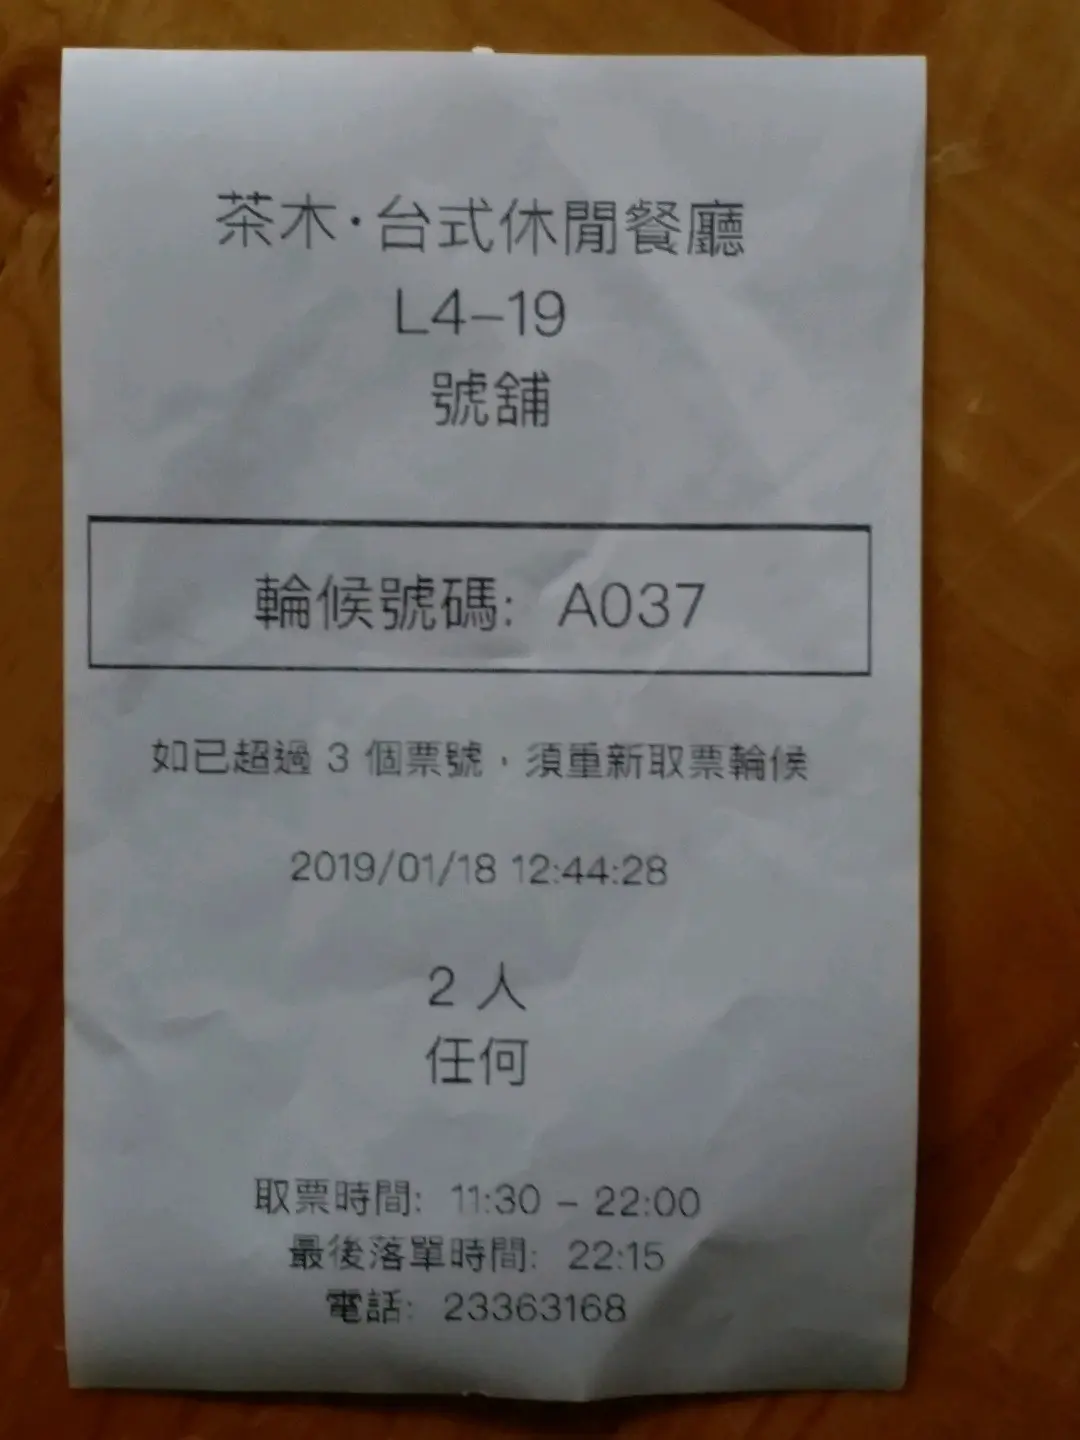 茶木·台式休閒餐廳
L4-19
號舖
輪候號碼: A037
如已超過 3 個票號，須重新取票輪候
2019/01/18 12:44:28
2 人
任何
取票時間: 11:30 - 22:00
最後落單時間: 22:15
電話: 23363168